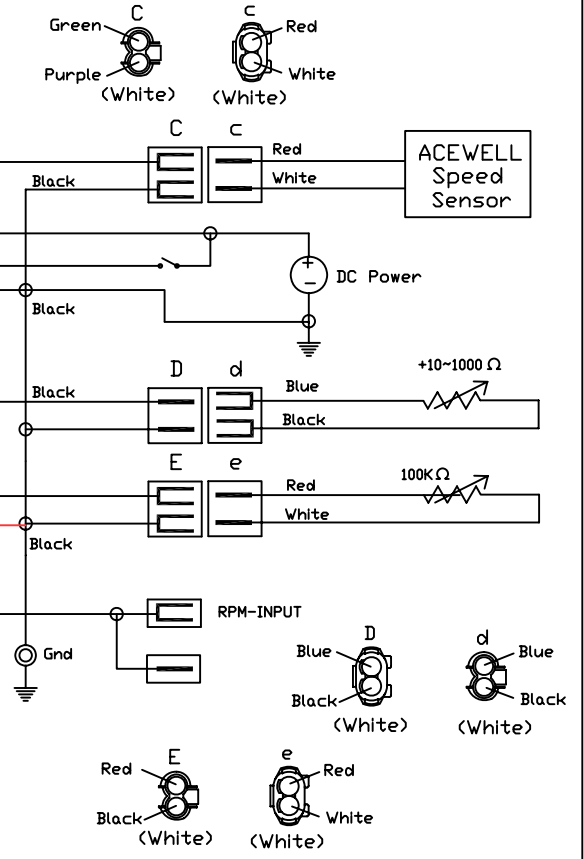 C
c
Green
Red
Purple
White
(White)
(White)
C
c
Red
ACEWELL
Speed
Sensor
Black
White
+
-
DC Power
Black
+10~1000 Ω
D
d
Black
Blue
Black
E
e
100KΩ
Red
White
Black
RPM-INPUT
Gnd
D
d
Blue
Blue
Black
Black
(White)
(White)
E
e
Red
Red
Black
White
(White)
(White)